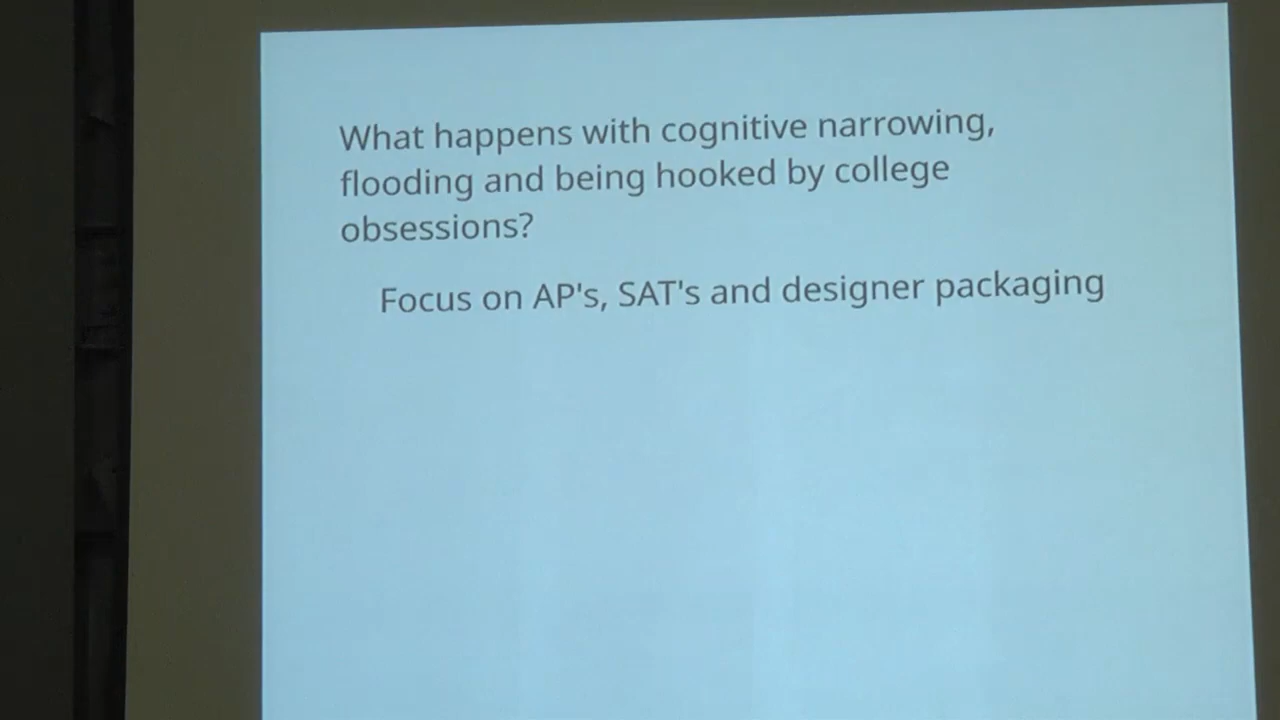 What happens with cognitive narrowing,
flooding and being hooked by college
obsessions?
Focus on AP's, SAT's and designer packaging